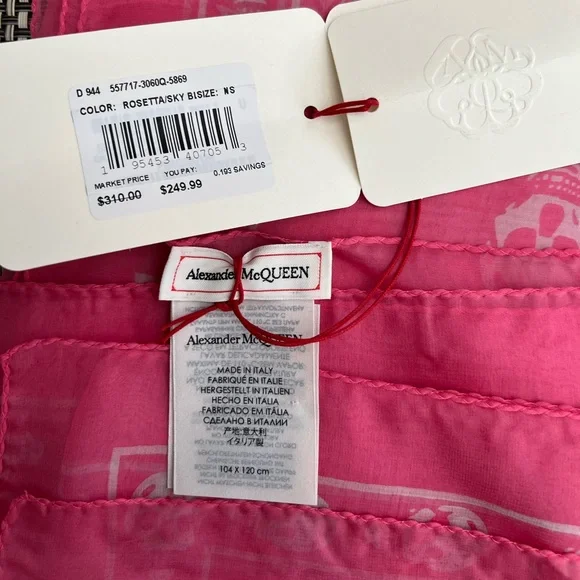 D 944 557717-3060Q-5869
COLOR: ROSETTA/SKY BISIZE: NS
1 95453 40705 3
MARKET PRICE YOU PAY: 0.193 SAVINGS
$310.00 $249.99
Alexander McQUEEN
Alexander McQUEEN
MADE IN ITALY
FABRIQUÉ EN ITALIE
HERGESTELLT IN ITALIEN
HECHO EN ITALIA
FABRICADO EM ITÁLIA
СДЕЛАНО В ИТАЛИИ
产地:意大利
イタリア製
104 X 120 cm